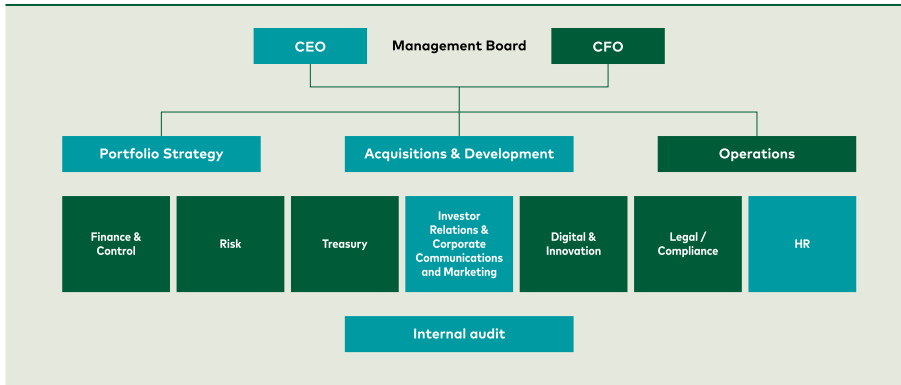 CEO
Management Board
CFO
Portfolio Strategy
Acquisitions & Development
Operations
Finance &
Control
Risk
Treasury
Investor
Relations &
Corporate
Communications
and Marketing
Digital &
Innovation
Legal /
Compliance
HR
Internal audit